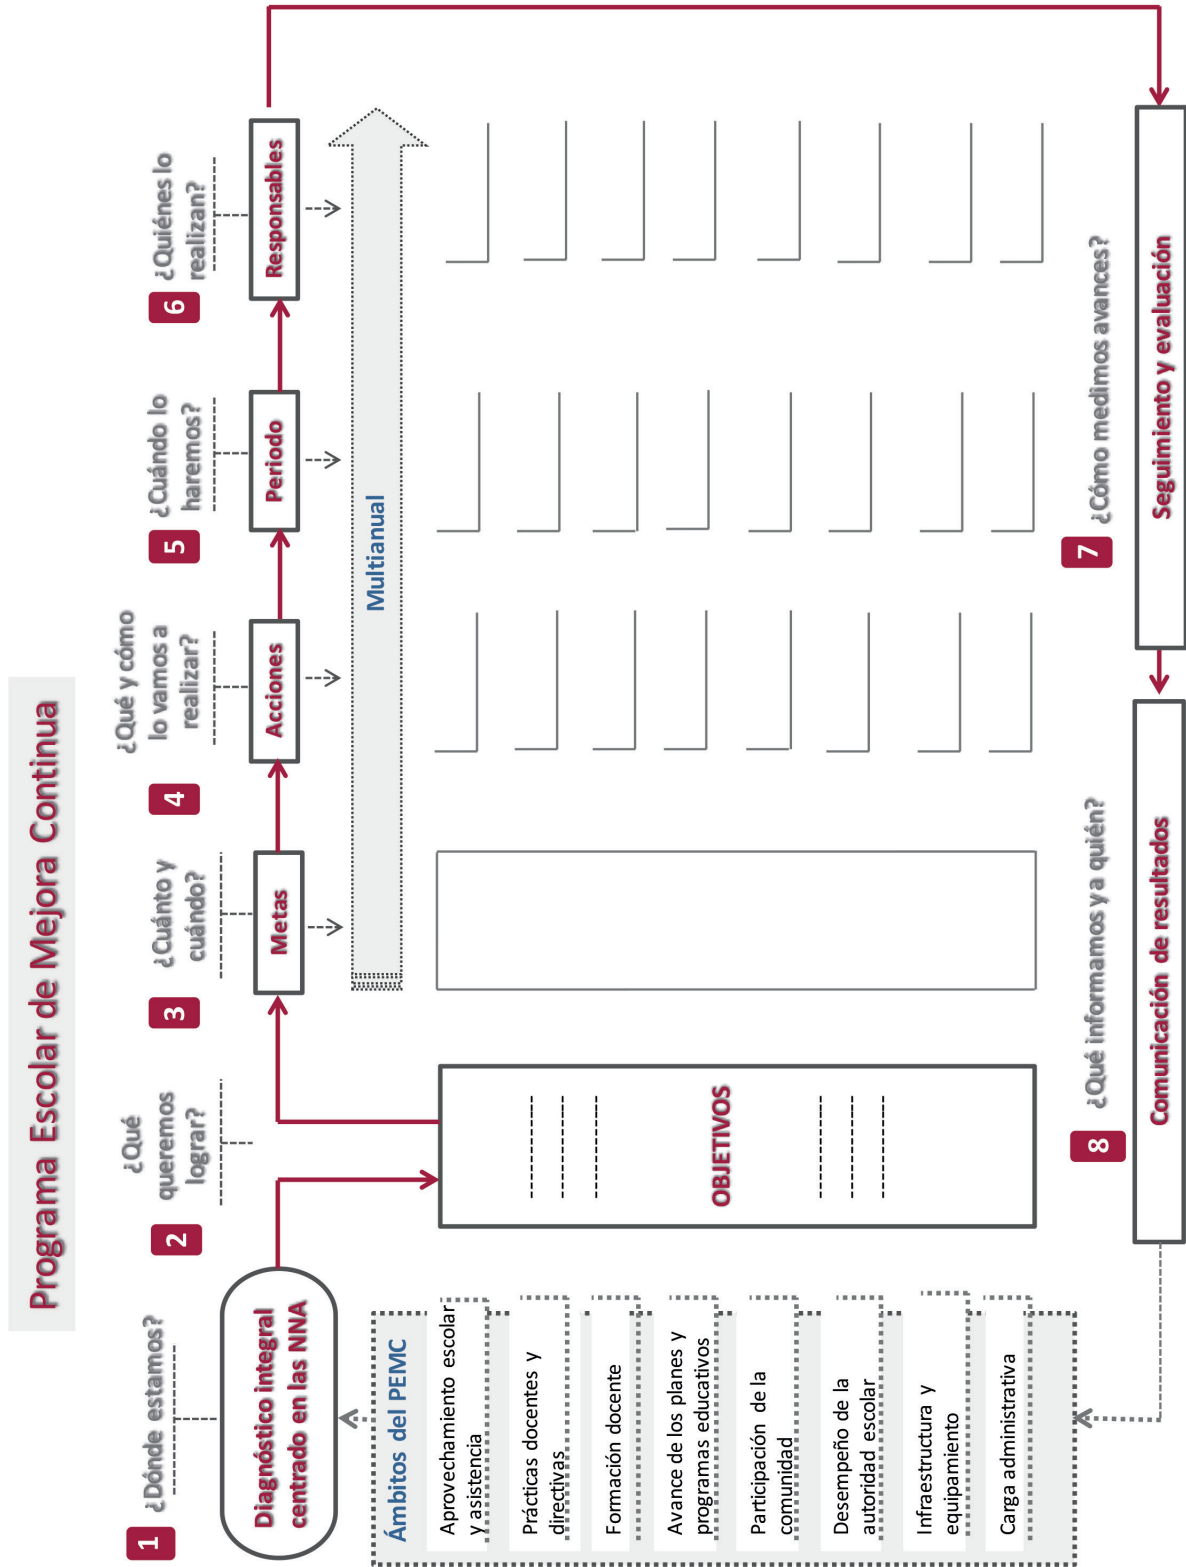 Programa Escolar de Mejora Continua
1
¿Dónde estamos?
Diagnóstico integral
centrado en las NNA
Ámbitos del PEMC
Aprovechamiento escolar
y asistencia
Prácticas docentes y
directivas
Formación docente
Avance de los planes y
programas educativos
Participación de la
comunidad
Desempeño de la
autoridad escolar
Infraestructura y
equipamiento
Carga administrativa
2
¿Qué
queremos
lograr?
OBJETIVOS
3
¿Cuánto y
cuándo?
Metas
4
¿Qué y cómo
lo vamos a
realizar?
Acciones
5
¿Cuándo lo
haremos?
Periodo
6
¿Quiénes lo
realizan?
Responsables
Multianual
7
¿Cómo medimos avances?
Seguimiento y evaluación
8
¿Qué informamos y a quién?
Comunicación de resultados